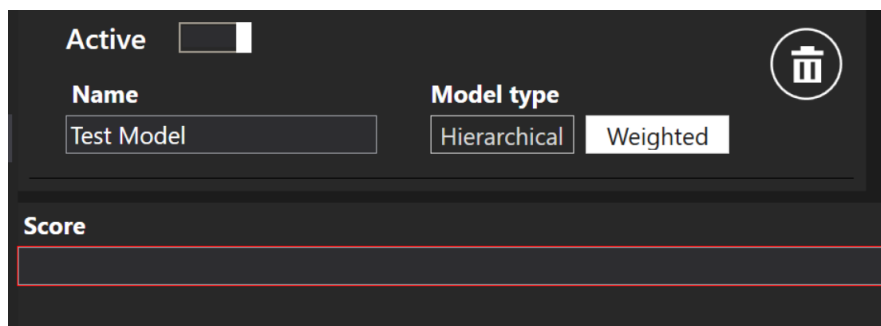 Active
Name
Model type
Test Model
Hierarchical
Weighted
Score